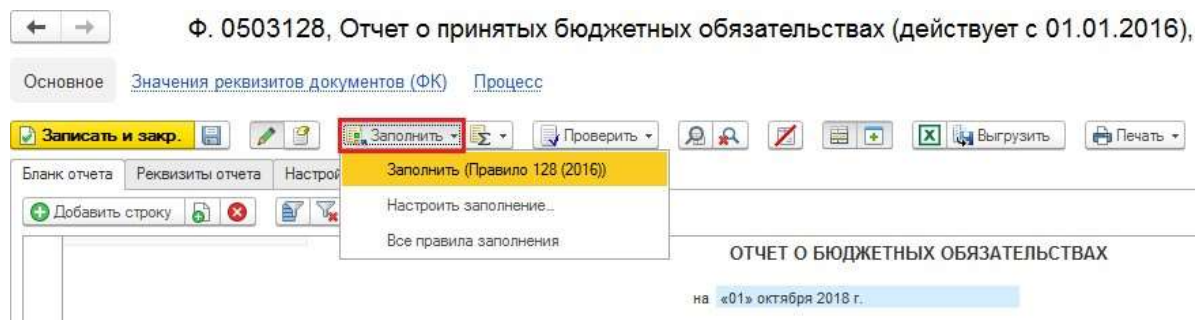 Ф. 0503128, Отчет о принятых бюджетных обязательствах (действует с 01.01.2016),
Основное Значения реквизитов документов (ФК) Процесс
Записать и закр. Заполнить Σ Проверить Выгрузить Печать
Бланк отчета Реквизиты отчета Настрой
Заполнить (Правило 128 (2016))
Добавить строку
Настроить заполнение...
Все правила заполнения
ОТЧЕТ О БЮДЖЕТНЫХ ОБЯЗАТЕЛЬСТВАХ
на «01» октября 2018 г.